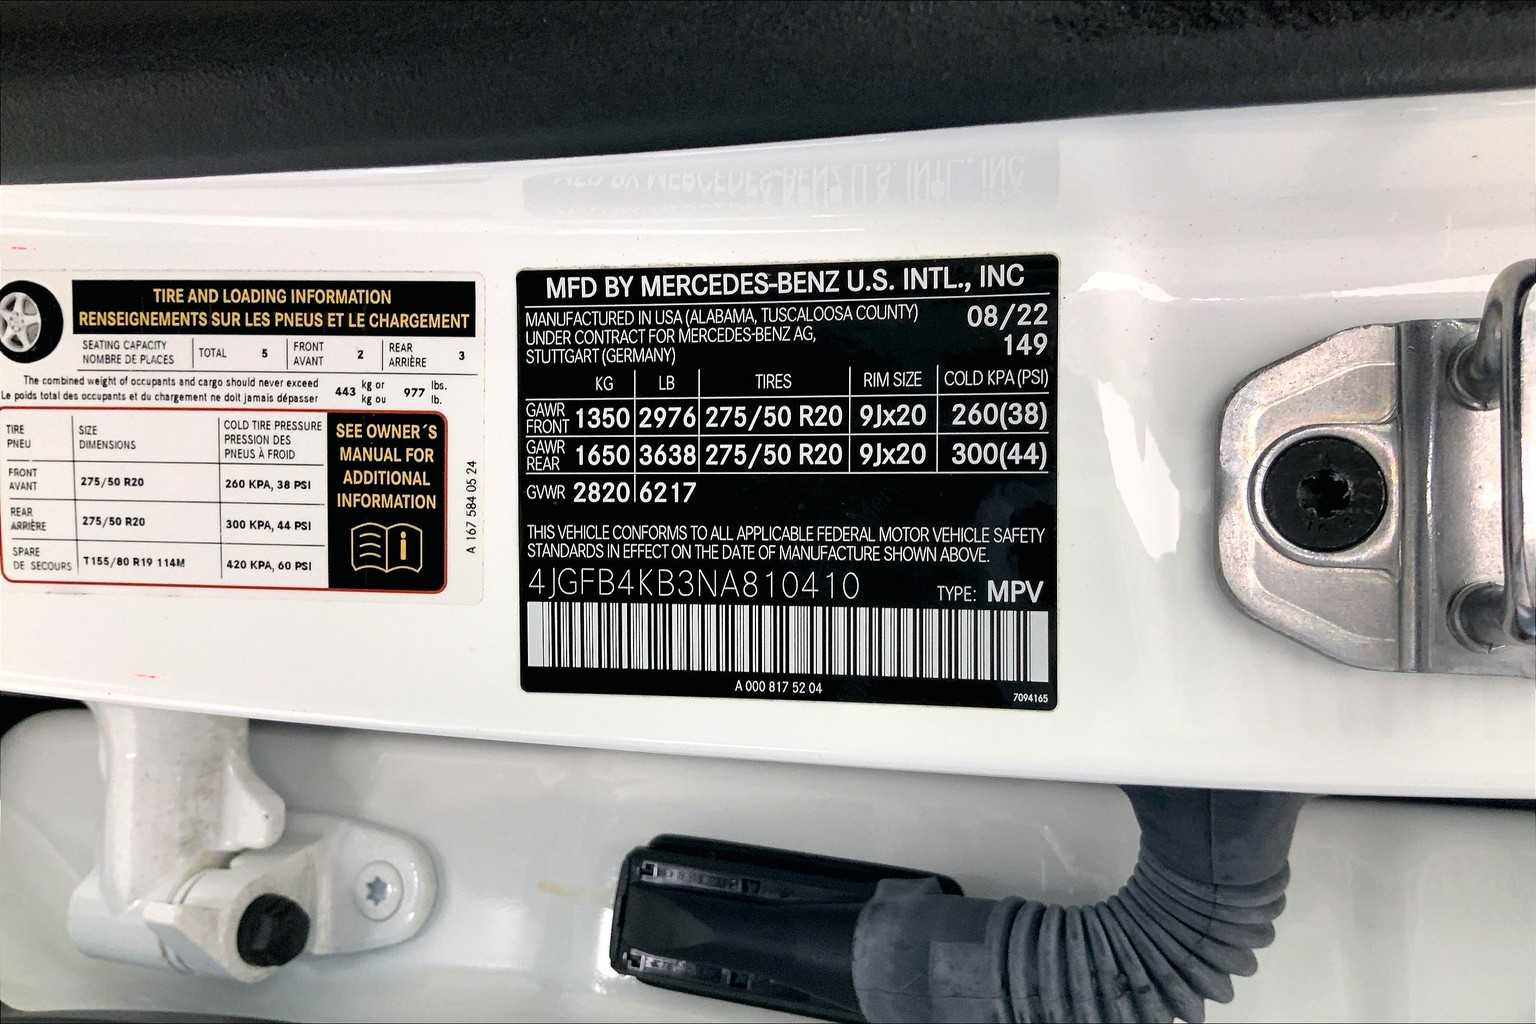 TIRE AND LOADING INFORMATION
RENSEIGNEMENTS SUR LES PNEUS ET LE CHARGEMENT
SEATING CAPACITY
NOMBRE DE PLACES
TOTAL 5
FRONT
AVANT
2
REAR
ARRIÈRE
3
The combined weight of occupants and cargo should never exceed
Le poids total des occupants et du chargement ne doit jamais dépasser
443 kg or
kg ou
977 lbs.
lb.
TIRE
PNEU
SIZE
DIMENSIONS
COLD TIRE PRESSURE
PRESSION DES
PNEUS À FROID
FRONT
AVANT
275/50 R20
260 KPA, 38 PSI
REAR
ARRIÈRE
275/50 R20
300 KPA, 44 PSI
SPARE
DE SECOURS
T155/80 R19 114M
420 KPA, 60 PSI
SEE OWNER´S
MANUAL FOR
ADDITIONAL
INFORMATION
A 167 584 05 24
MFD BY MERCEDES-BENZ U.S. INTL., INC
MANUFACTURED IN USA (ALABAMA, TUSCALOOSA COUNTY)
UNDER CONTRACT FOR MERCEDES-BENZ AG,
STUTTGART (GERMANY)
08/22
149
KG LB TIRES RIM SIZE COLD KPA (PSI)
GAWR
FRONT
1350 2976 275/50 R20 9Jx20 260(38)
GAWR
REAR
1650 3638 275/50 R20 9Jx20 300(44)
GVWR 2820 6217
THIS VEHICLE CONFORMS TO ALL APPLICABLE FEDERAL MOTOR VEHICLE SAFETY
STANDARDS IN EFFECT ON THE DATE OF MANUFACTURE SHOWN ABOVE.
4JGFB4KB3NA810410
TYPE: MPV
A 000 817 52 04
7094165